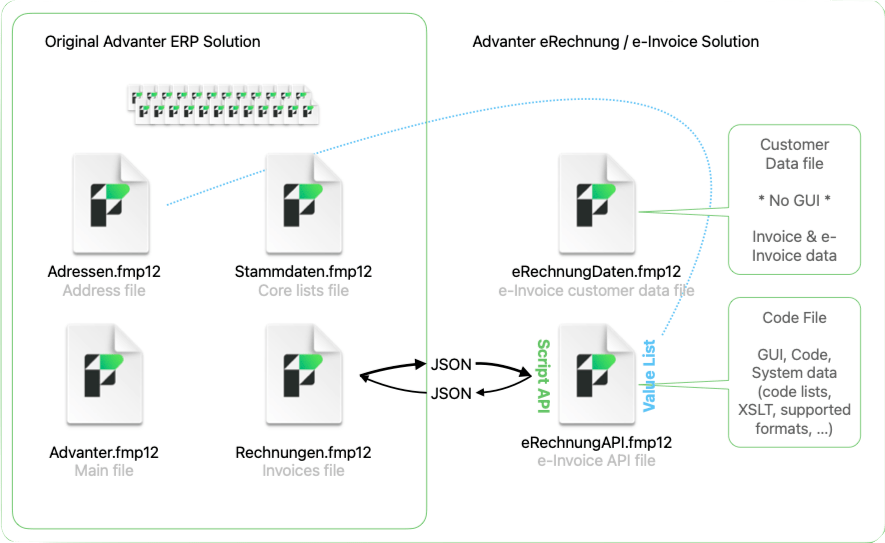 Original Advanter ERP Solution
Advanter eRechnung / e-Invoice Solution
Adressen.fmp12
Address file
Stammdaten.fmp12
Core lists file
eRechnungDaten.fmp12
e-Invoice customer data file
Customer
Data file
* No GUI *
Invoice & e-
Invoice data
Advanter.fmp12
Main file
Rechnungen.fmp12
Invoices file
JSON
JSON
Script API
Value List
eRechnungAPI.fmp12
e-Invoice API file
Code File
GUI, Code,
System data
(code lists,
XSLT, supported
formats, ...)